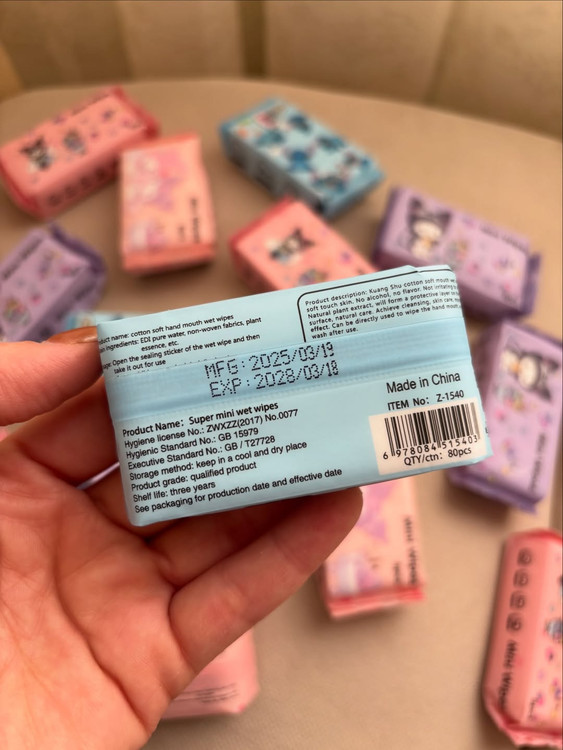 Product name: cotton soft hand mouth wet wipes
ingredients: EDI pure water, non-woven fabrics, plant
essence, etc.
Open the sealing sticker of the wet wipe and then
take it out for use
Product description: Kuang Shu cotton soft mouth
soft touch skin. No alcohol, no flavor. Not irritating
Natural plant extract, will form a protective layer
surface, natural care. Achieve cleansing, skin care,
effect. Can be directly used to wipe the hand
wash after use.
MFG:2025/03/19
EXP:2028/03/18
Product Name: Super mini wet wipes
Hygiene license No.: ZWXZZ(2017) No.0077
Hygienic Standard No.: GB 15979
Executive Standard No.: GB / T27728
Storage method: keep in a cool and dry place
Product grade: qualified product
Shelf life: three years
See packaging for production date and effective date
Made in China
ITEM No: Z-1540
6 978084 515403
QTY/ctn: 80pcs